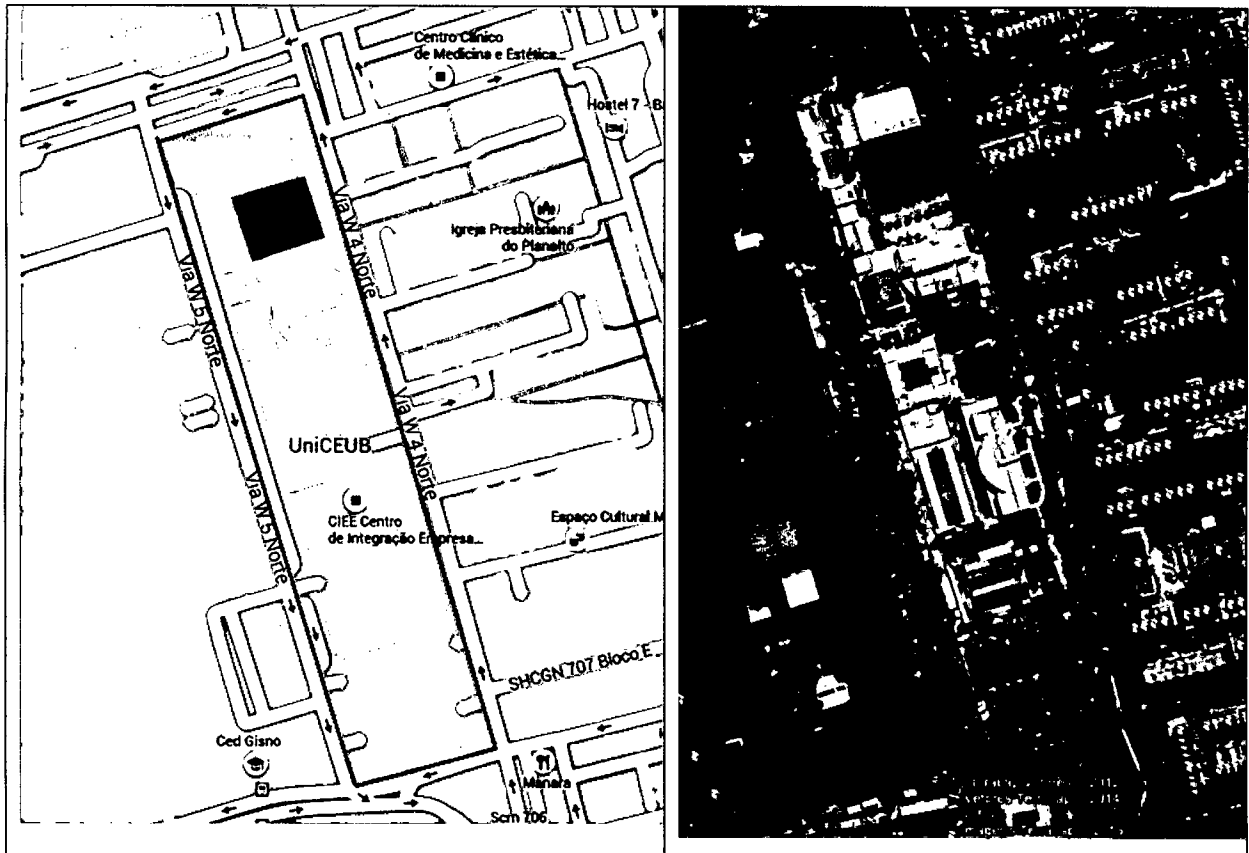 Centro Clínico
de Medicina e Estética...
Hostel 7 - B
Via W 4 Norte
Igreja Presbiteriana
do Planalto
Via W 5 Norte
Via W 4 Norte
UniCEUB
Via W 5 Norte
CIEE Centro
de Integração Empresa...
Espaço Cultural M
SHCGN 707 Bloco E
Ced Gisno
Manara
Scrn 706